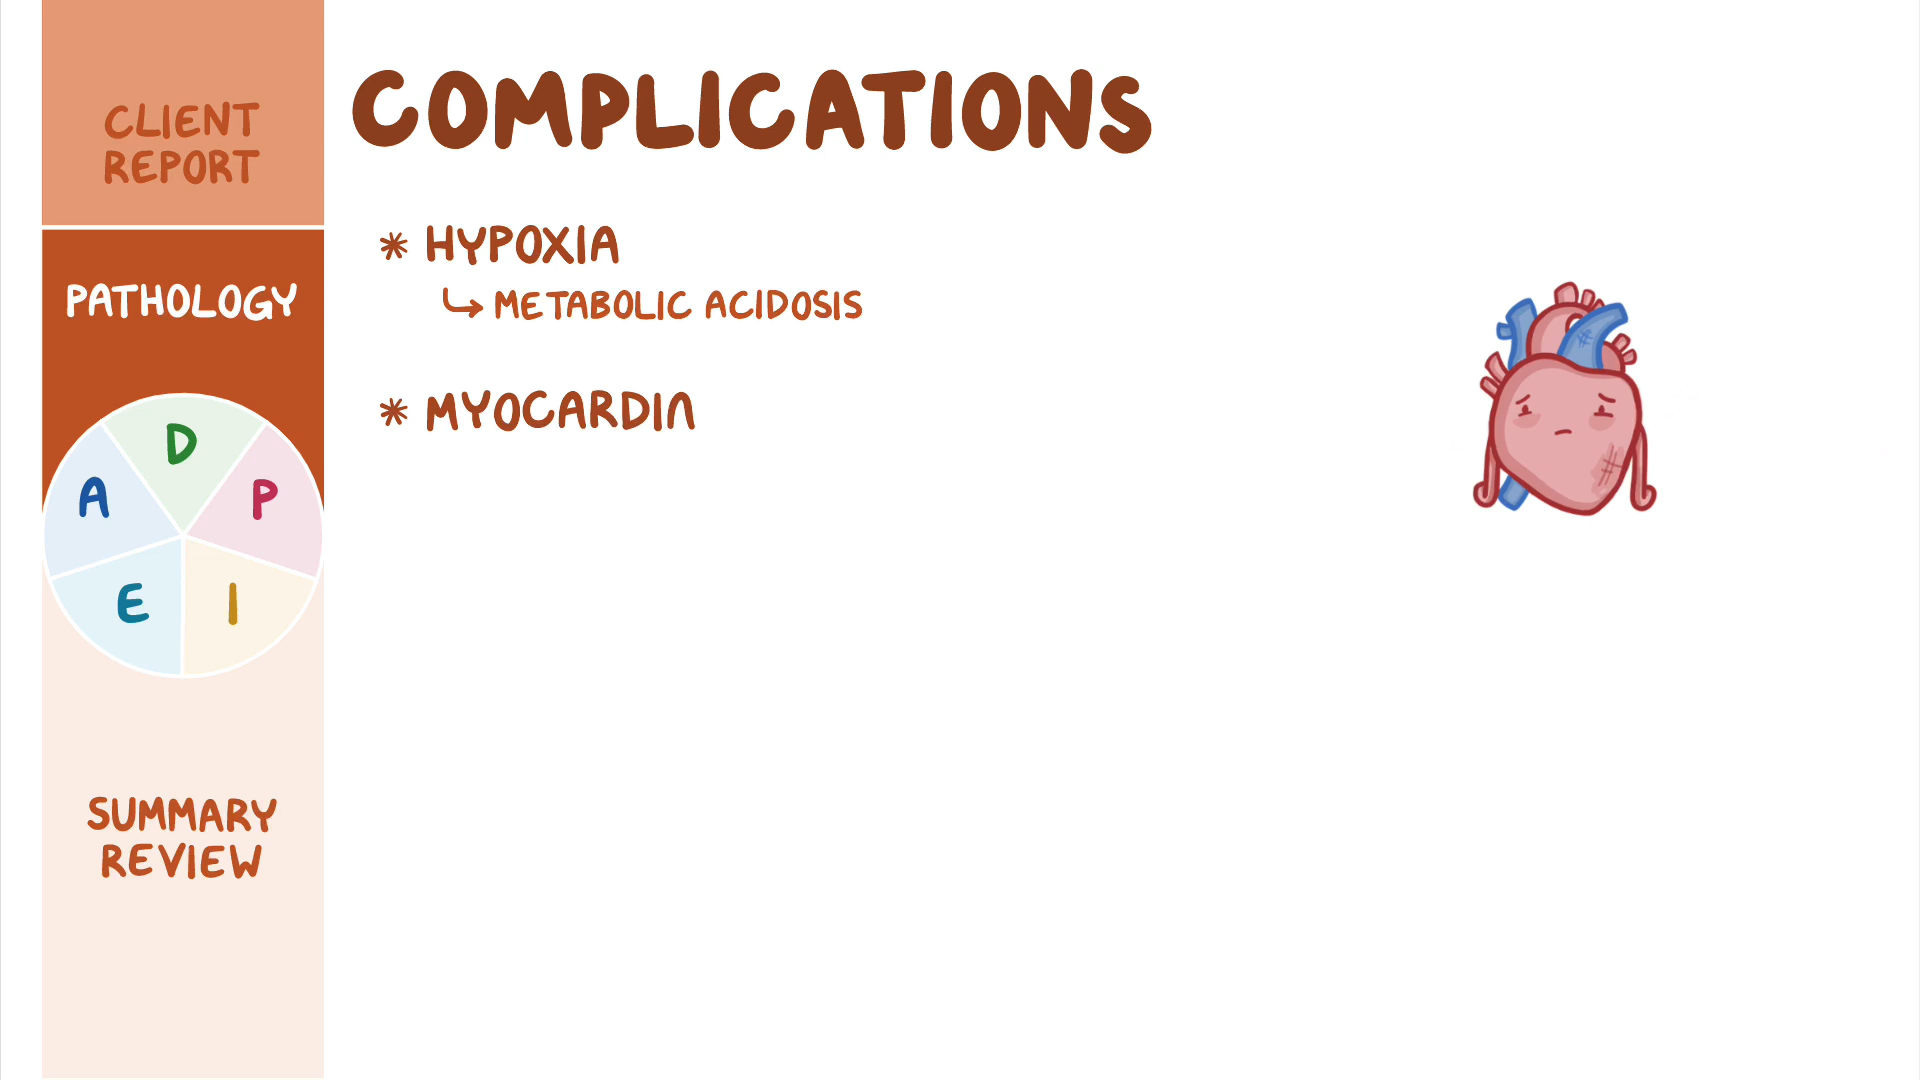 CLIENT
REPORT
PATHOLOGY
A
D
P
E
I
SUMMARY
REVIEW
COMPLICATIONS
* HYPOXIA
↳ METABOLIC ACIDOSIS
* MYOCARDIN